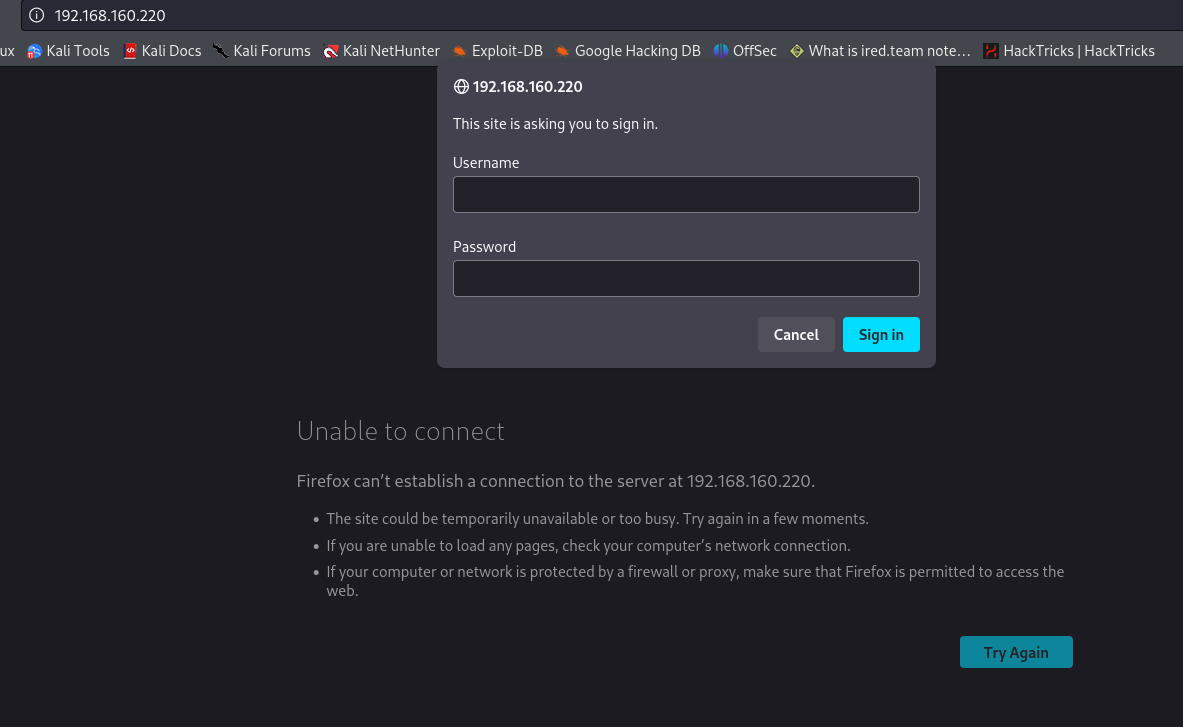 192.168.160.220
ux Kali Tools Kali Docs Kali Forums Kali NetHunter Exploit-DB Google Hacking DB OffSec What is ired.team note… HackTricks | HackTricks
192.168.160.220
This site is asking you to sign in.
Username
Password
Cancel Sign in
Unable to connect
Firefox can’t establish a connection to the server at 192.168.160.220.
• The site could be temporarily unavailable or too busy. Try again in a few moments.
• If you are unable to load any pages, check your computer’s network connection.
• If your computer or network is protected by a firewall or proxy, make sure that Firefox is permitted to access the
web.
Try Again